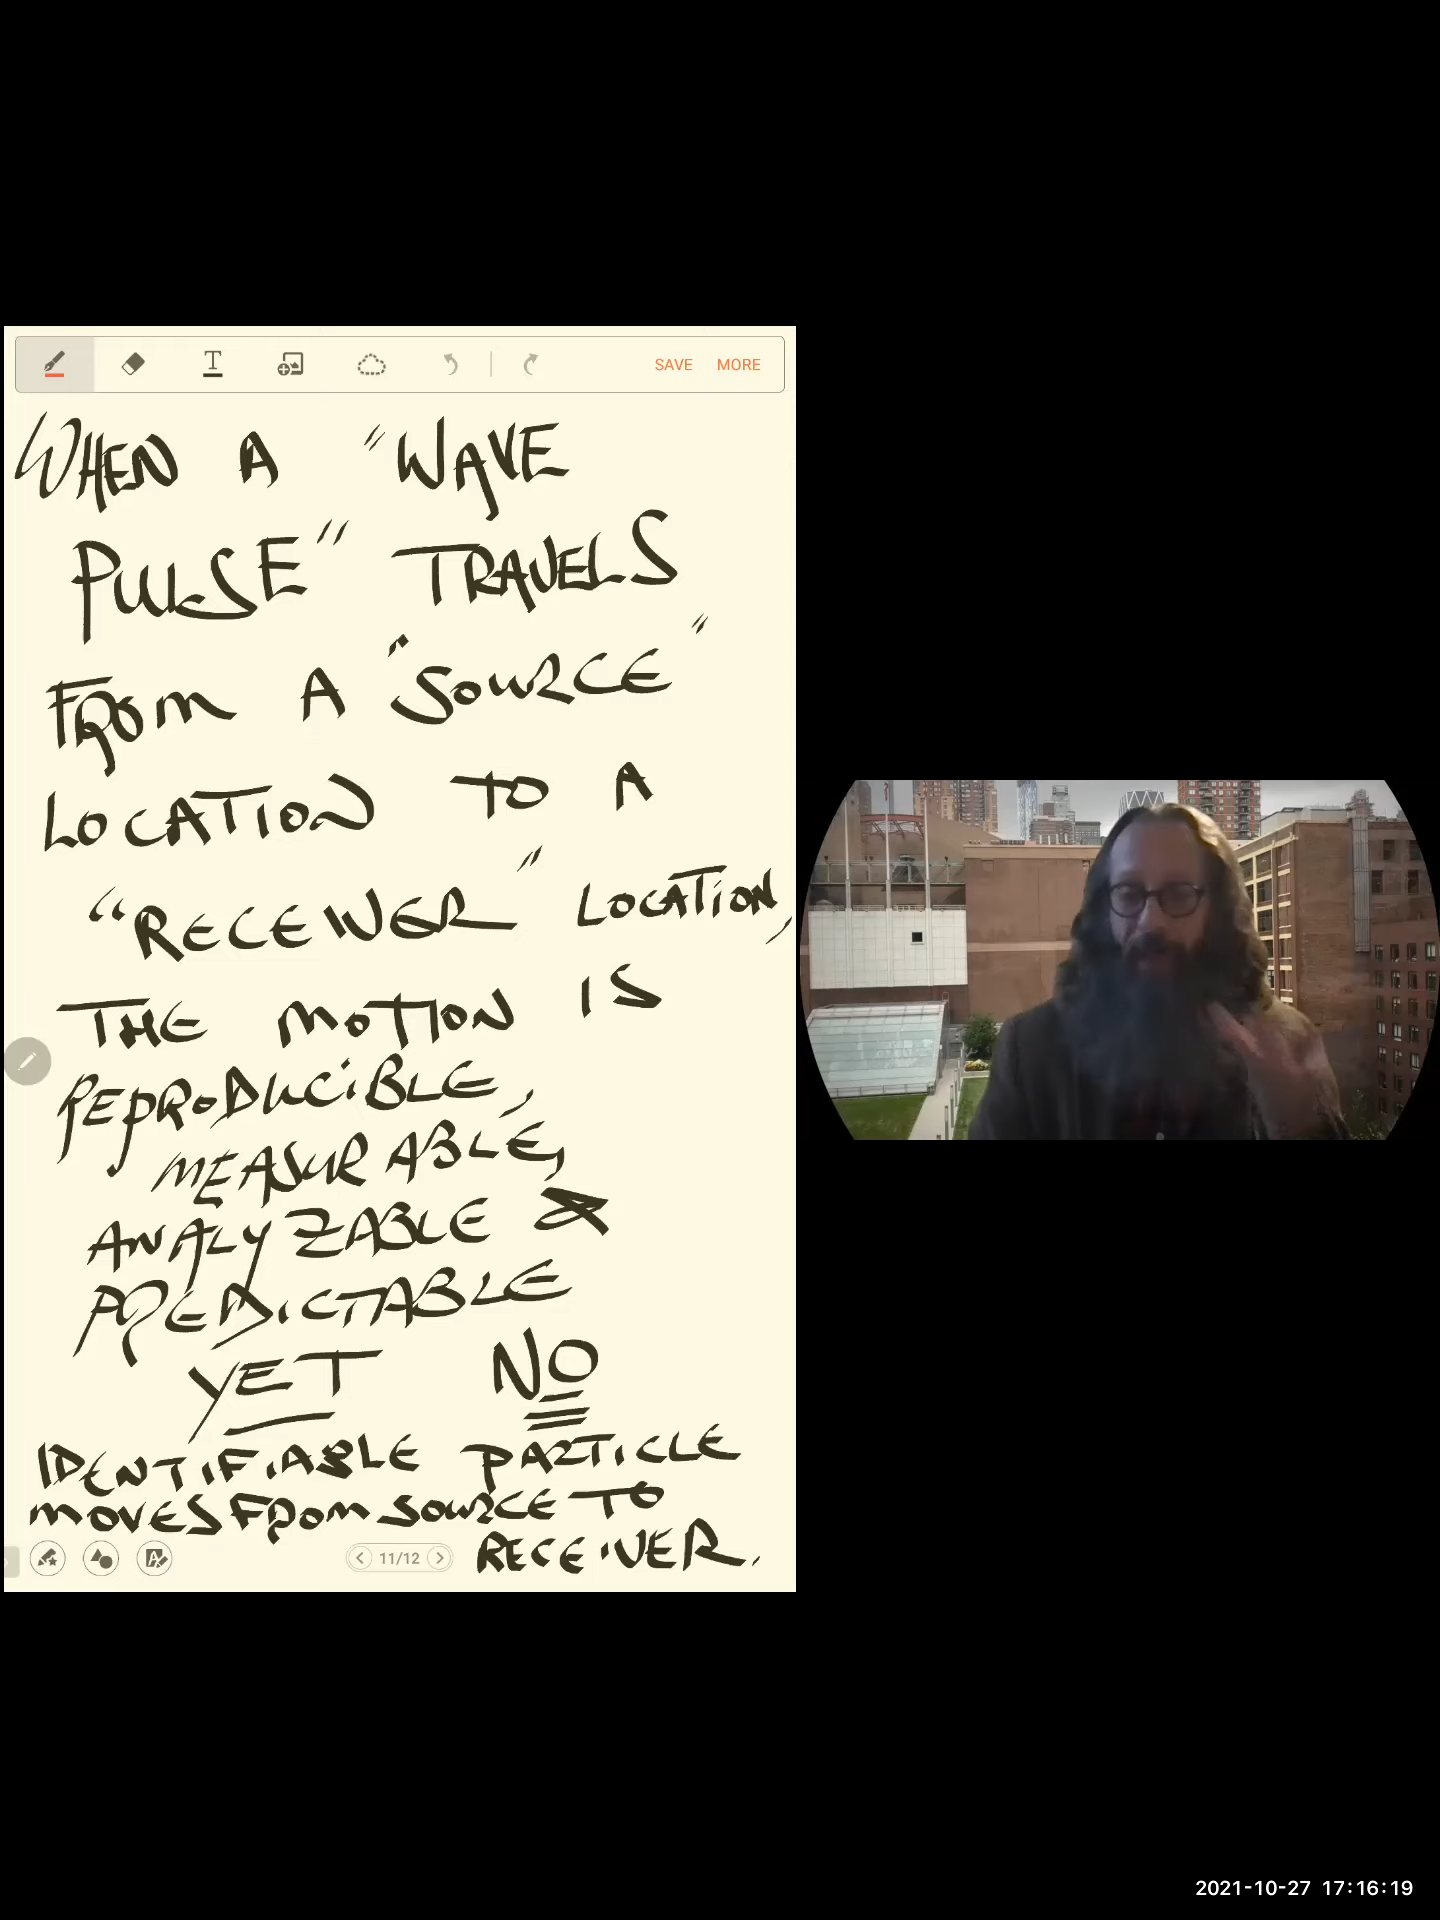 SAVE MORE
WHEN A "WAVE
PULSE" TRAVELS
FROM A "SOURCE"
LOCATION TO A
"RECEIVER" LOCATION,
THE MOTION IS
REPRODUCIBLE,
MEASURABLE,
ANALYZABLE &
PREDICTABLE
YET NO
IDENTIFIABLE PARTICLE
MOVES FROM SOURCE TO
RECEIVER.
11/12
2021-10-27 17:16:19